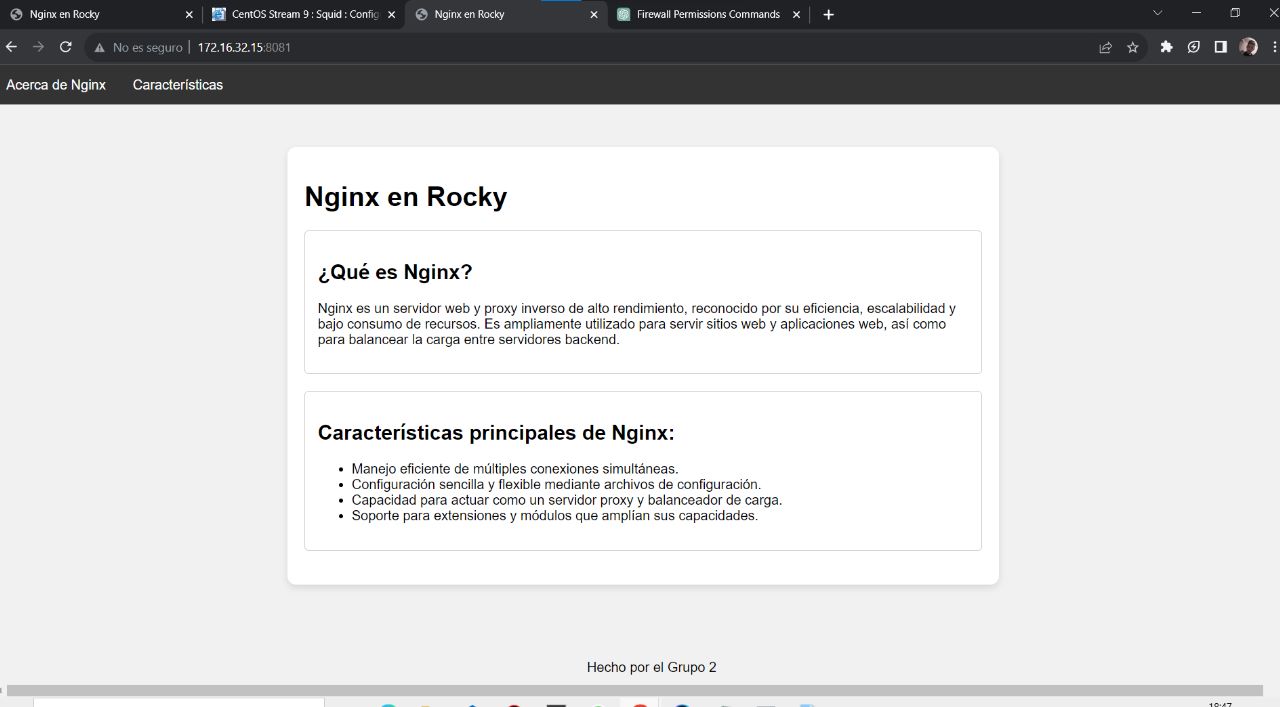 Nginx en Rocky
CentOS Stream 9 : Squid : Config
Nginx en Rocky
Firewall Permissions Commands
No es seguro
172.16.32.15:8081
Acerca de Nginx
Características
Nginx en Rocky
¿Qué es Nginx?
Nginx es un servidor web y proxy inverso de alto rendimiento, reconocido por su eficiencia, escalabilidad y
bajo consumo de recursos. Es ampliamente utilizado para servir sitios web y aplicaciones web, así como
para balancear la carga entre servidores backend.
Características principales de Nginx:
• Manejo eficiente de múltiples conexiones simultáneas.
• Configuración sencilla y flexible mediante archivos de configuración.
• Capacidad para actuar como un servidor proxy y balanceador de carga.
• Soporte para extensiones y módulos que amplían sus capacidades.
Hecho por el Grupo 2
18:47